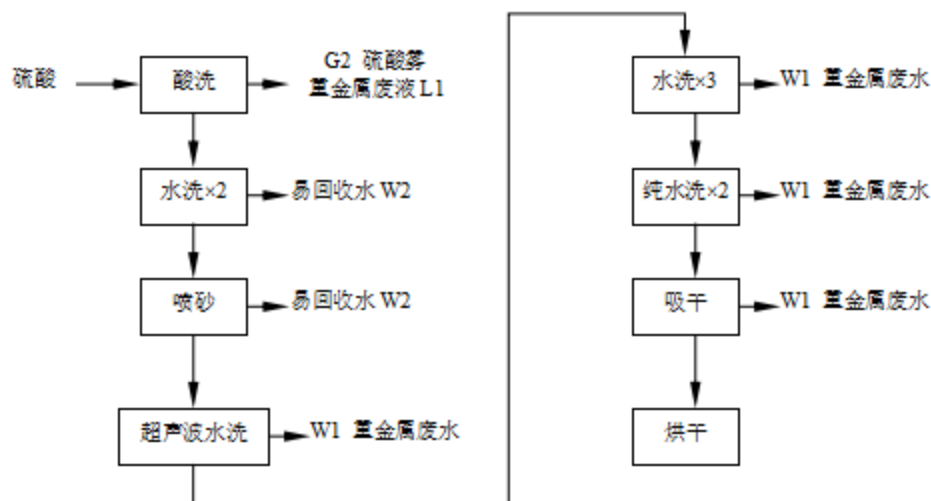 硫酸
酸洗
G2 硫酸雾
重金属废液L1
水洗×2
易回收水 W2
喷砂
易回收水 W2
超声波水洗
W1 重金属废水
水洗×3
W1 重金属废水
纯水洗×2
W1 重金属废水
吸干
W1 重金属废水
烘干